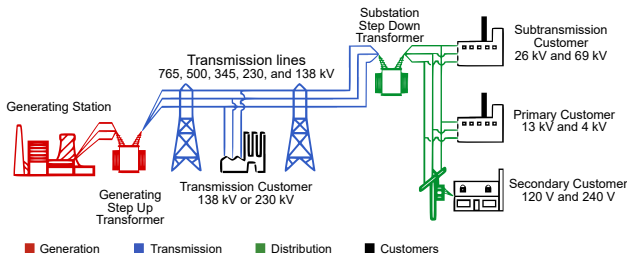 Substation
Step Down
Transformer
Subtransmission
Customer
26 kV and 69 kV
Transmission lines
765, 500, 345, 230, and 138 kV
Generating Station
Primary Customer
13 kV and 4 kV
Generating
Step Up
Transformer
Transmission Customer
138 kV or 230 kV
Secondary Customer
120 V and 240 V
Generation
Transmission
Distribution
Customers